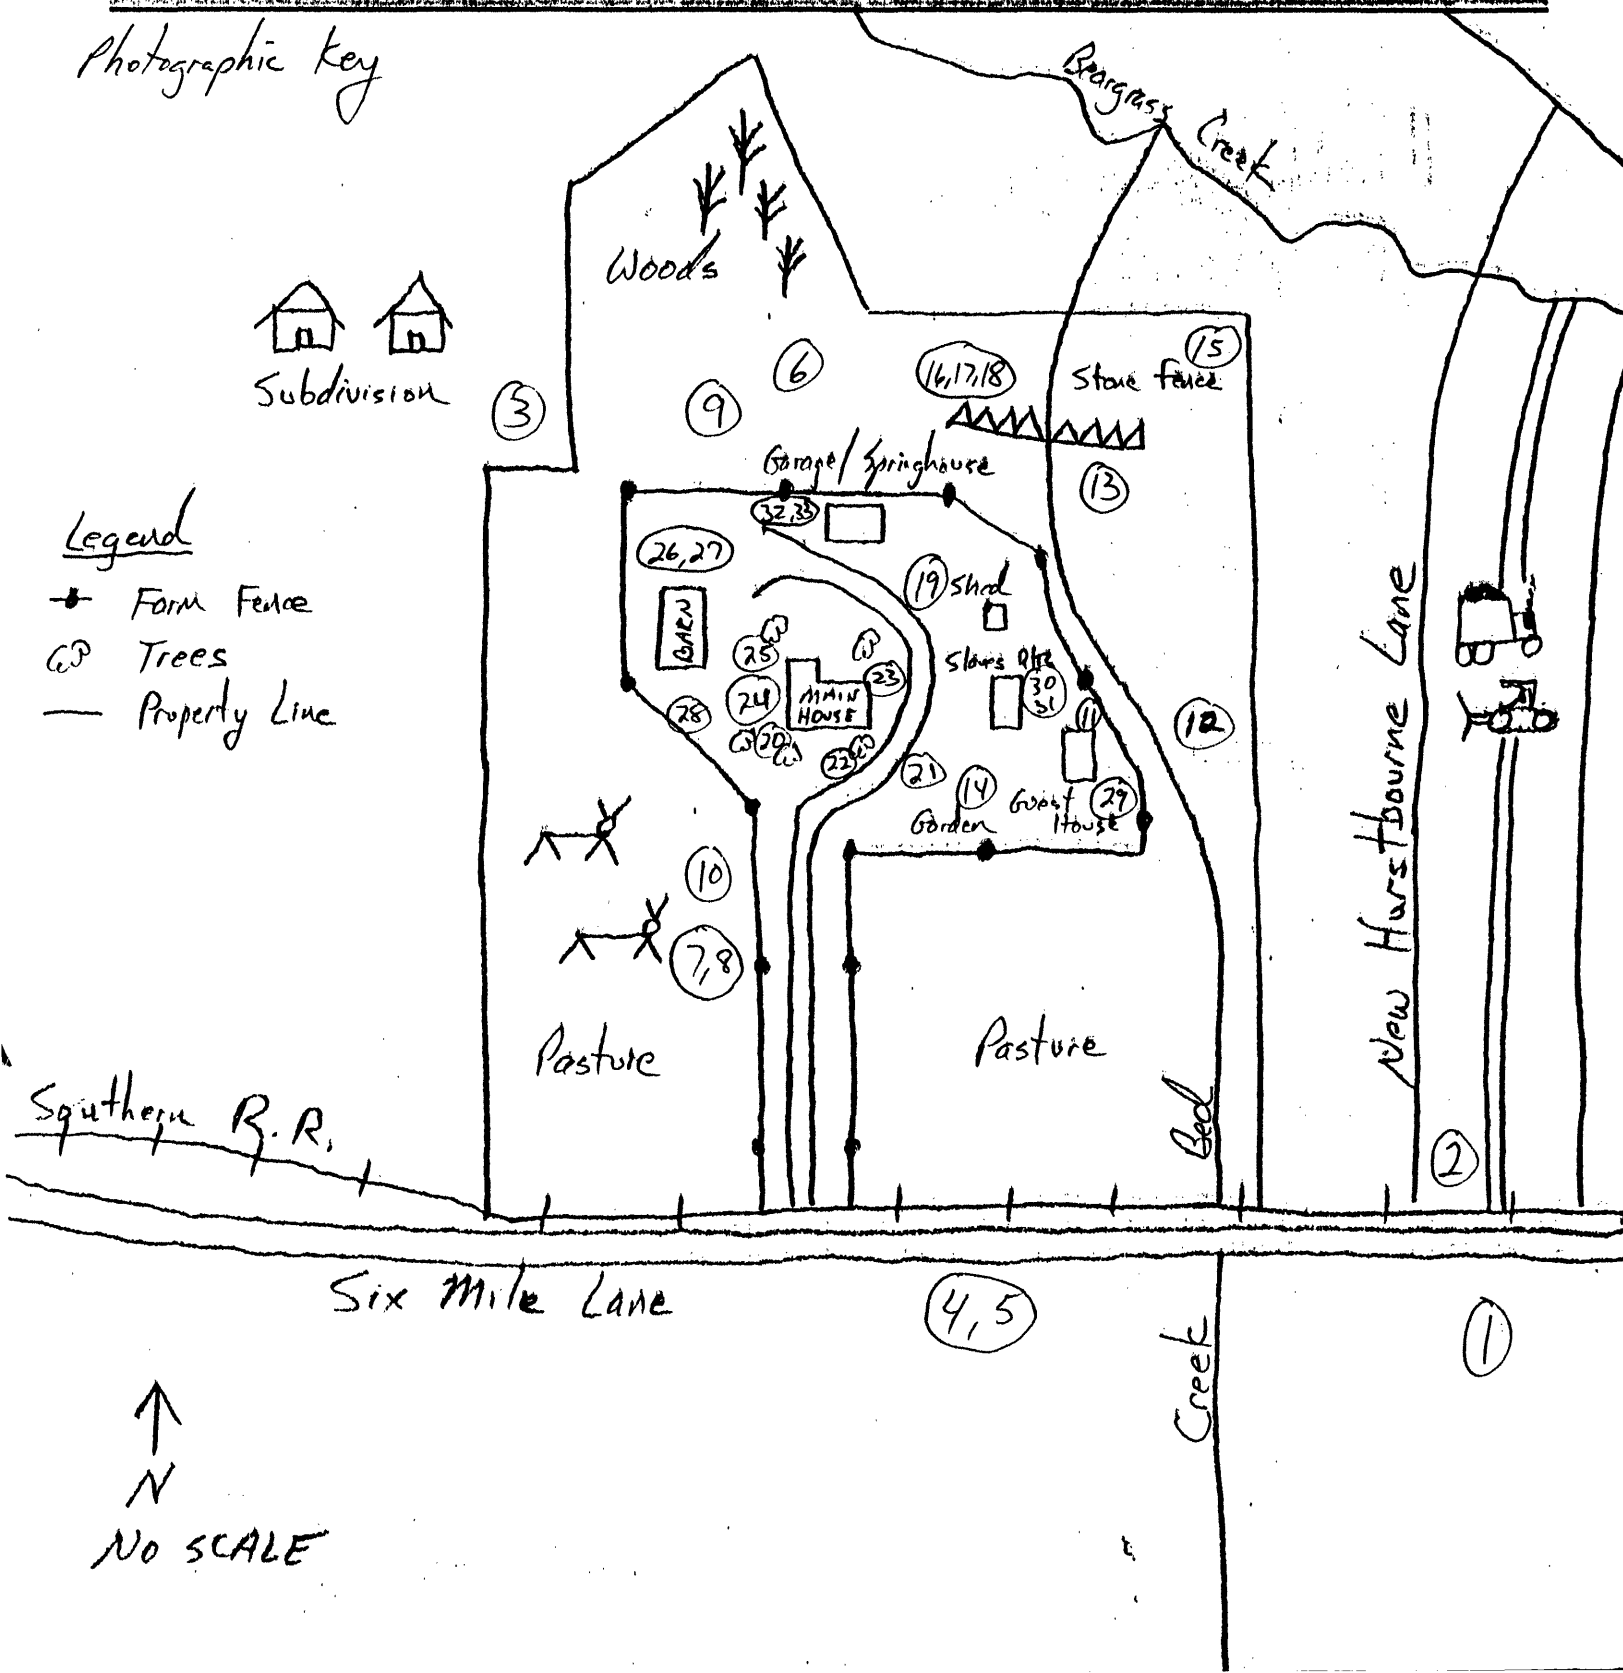 Photographic Key
Beargrass Creek
Woods
Subdivision
3
6
9
16,17,18
15
Stone fence
Garage/Springhouse
13
32,33
26,27
19
Shed
BARN
25
24
23
MAIN
HOUSE
Slaves Qtrs
30
31
11
12
28
20
22
21
14
29
Garden
Guest
House
Legend
Farm Fence
Trees
Property Line
10
7,8
Pasture
Pasture
New Hurstbourne Lane
2
Southern R.R.
Creek Bed
Six Mile Lane
4,5
1
N
NO SCALE